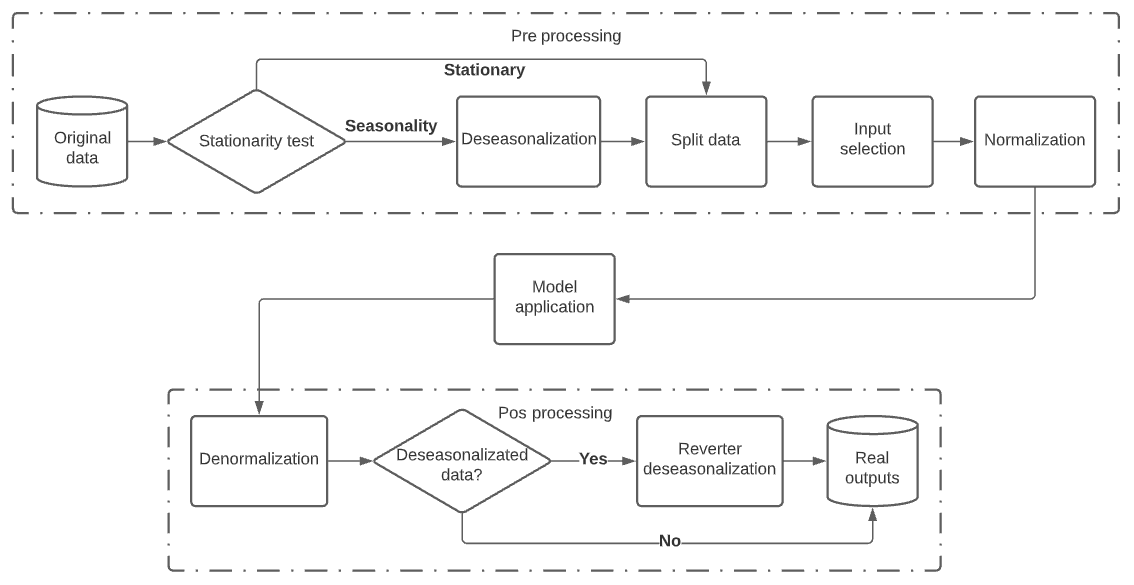 Pre processing
Stationary
Original
data
Stationarity test
Seasonality
Deseasonalization
Split data
Input
selection
Normalization
Model
application
Pos processing
Denormalization
Deseasonalizated
data?
Yes
Reverter
deseasonalization
Real
outputs
No